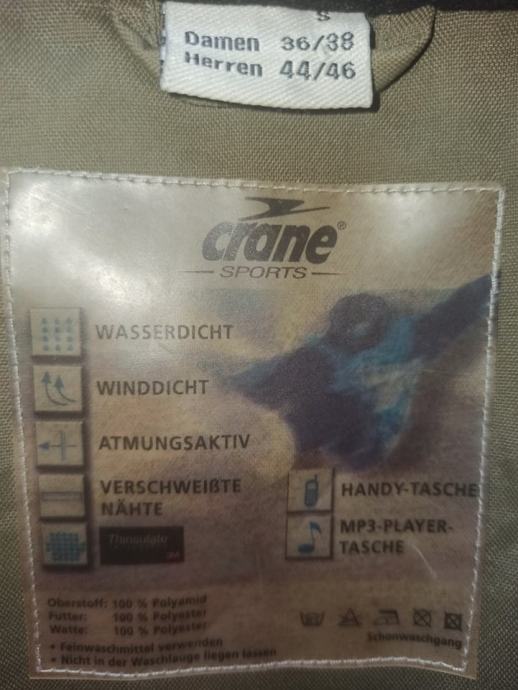 S
Damen 36/38
Herren 44/46
crane®
SPORTS
WASSERDICHT
WINDDICHT
ATMUNGSAKTIV
VERSCHWEIßTE
NÄHTE
Thinsulate
3M
HANDY-TASCHE
MP3-PLAYER-
TASCHE
Oberstoff: 100 % Polyamid
Futter: 100 % Polyester
Watte: 100 % Polyester
• Feinwaschmittel verwenden
• Nicht in der Waschlauge liegen lassen
Schonwaschgang